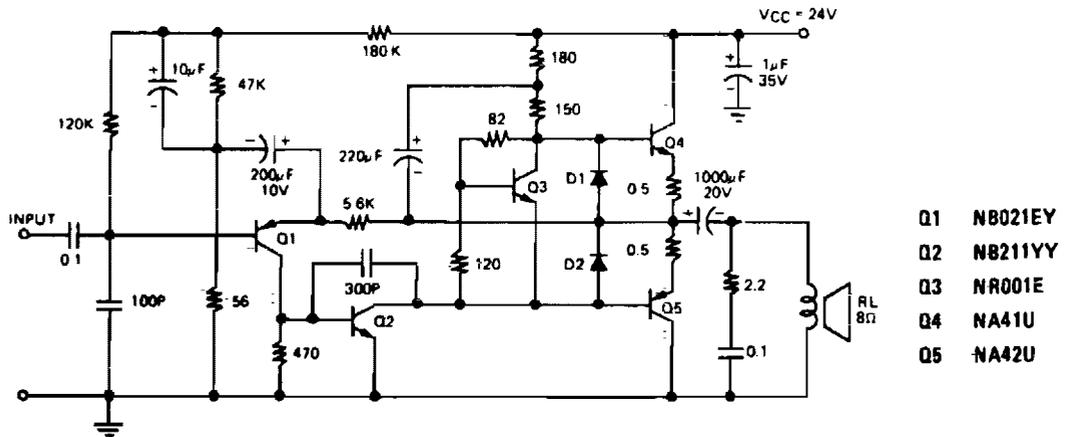 VCC = 24V
180 K
10µF
47K
180
1µF
35V
120K
150
82
200µF
10V
220µF
Q3
D1
Q4
0.5
1000µF
20V
INPUT
0 1
Q1
5 6K
120
D2
0.5
300P
2.2
RL
8Ω
100P
56
Q2
Q5
470
0.1
Q1 NB021EY
Q2 NB211YY
Q3 NR001E
Q4 NA41U
Q5 NA42U